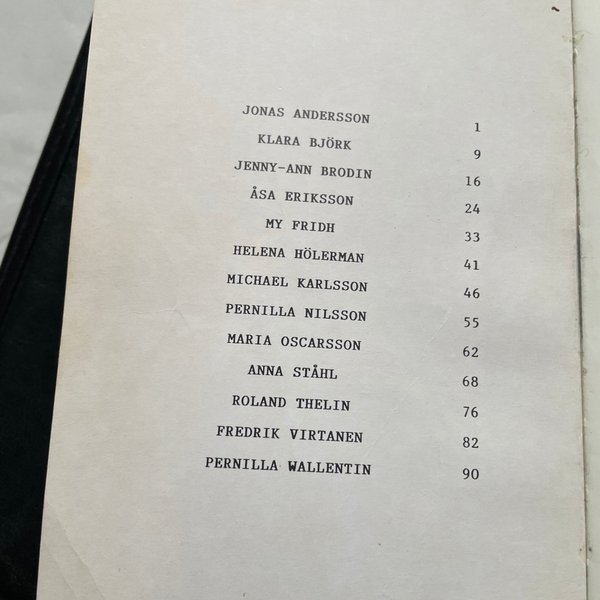 JONAS ANDERSSON 1
KLARA BJÖRK 9
JENNY-ANN BRODIN 16
ÅSA ERIKSSON 24
MY FRIDH 33
HELENA HÖLERMAN 41
MICHAEL KARLSSON 46
PERNILLA NILSSON 55
MARIA OSCARSSON 62
ANNA STÅHL 68
ROLAND THELIN 76
FREDRIK VIRTANEN 82
PERNILLA WALLENTIN 90